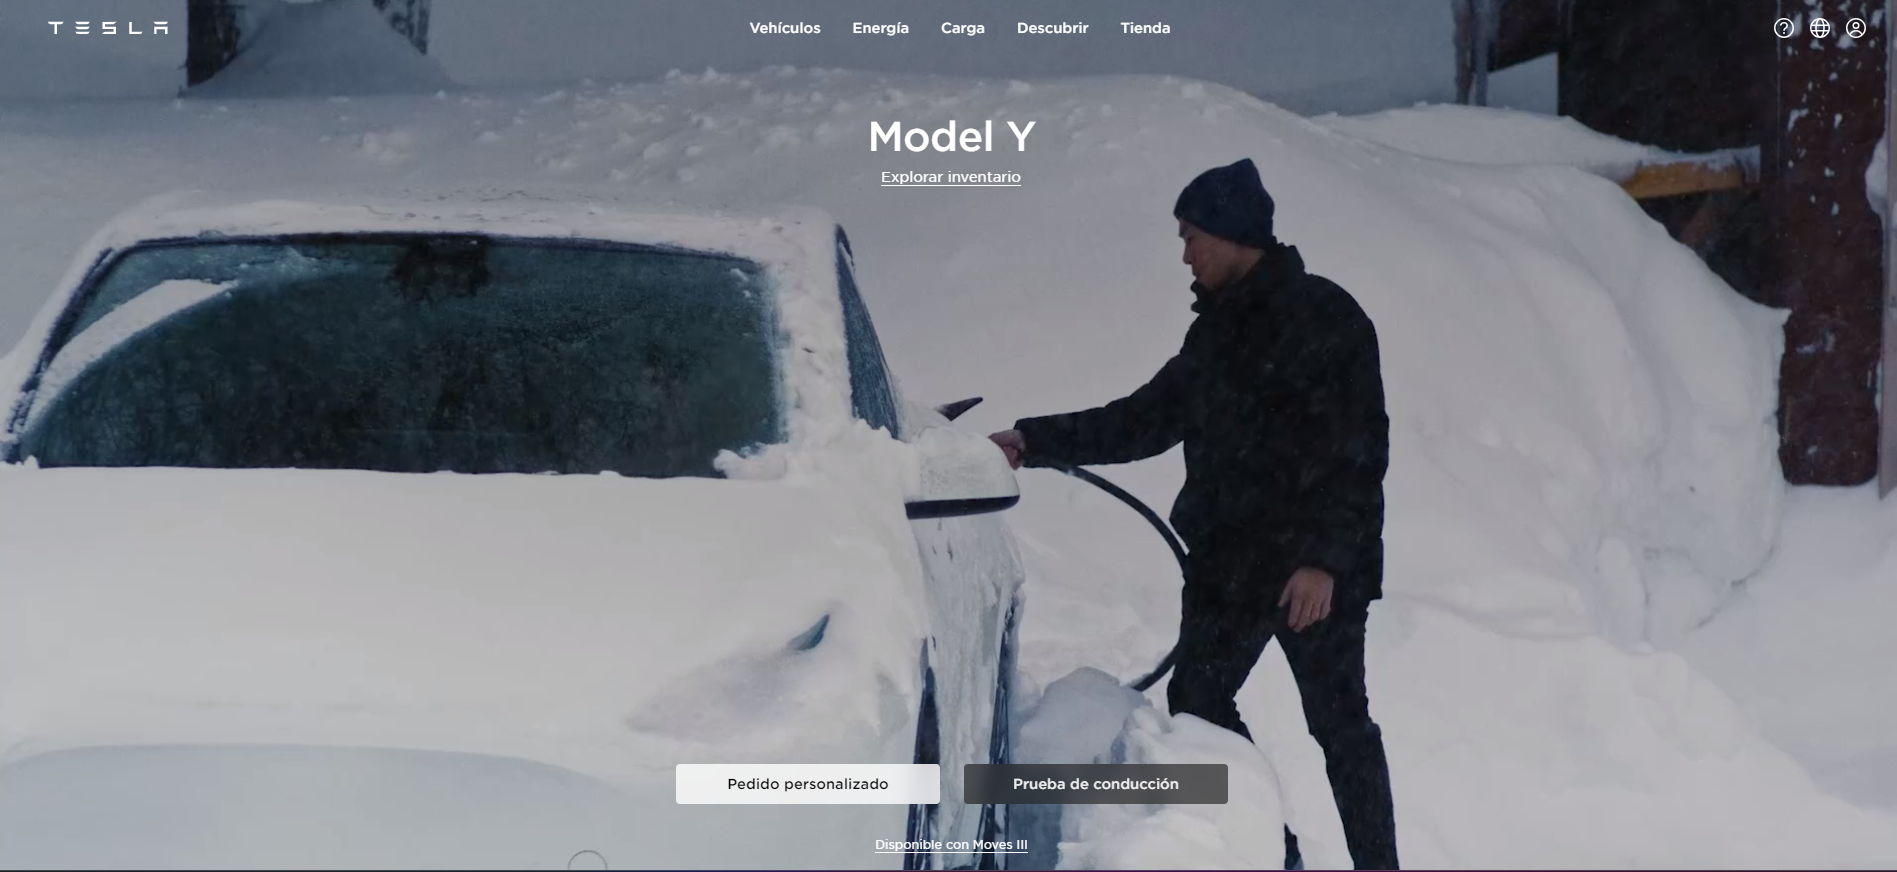 TESLA
Vehículos Energía Carga Descubrir Tienda
Model Y
Explorar inventario
Pedido personalizado Prueba de conducción
Disponible con Moves III